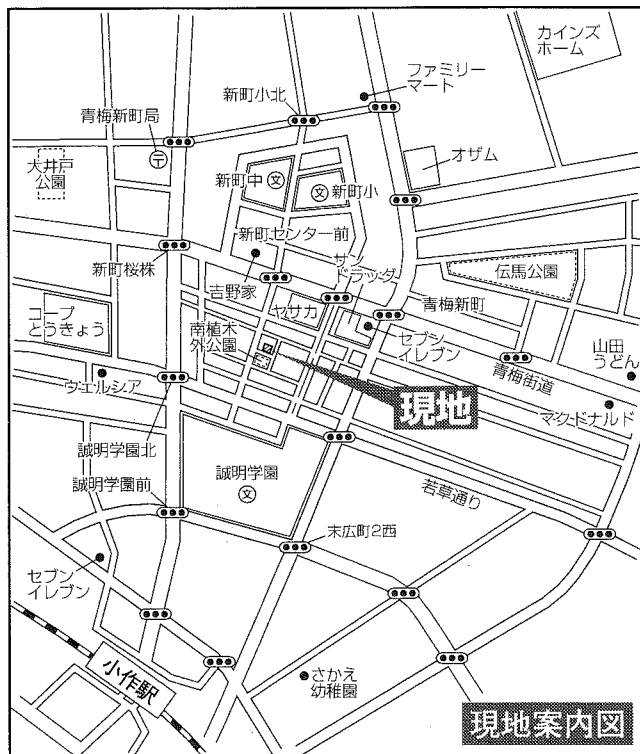 カインズ
ホーム
ファミリー
マート
新町小北
青梅新町局
〒
大井戸
公園
オザム
新町中
文
文
新町小
新町センター前
サン
ドラッグ
伝馬公園
新町桜株
吉野家
青梅新町
コープ
とうきょう
ヤサカ
南植木
外公園
セブン
イレブン
山田
うどん
青梅街道
ウエルシア
現地
マクドナルド
誠明学園北
誠明学園
文
誠明学園前
若草通り
末広町2西
セブン
イレブン
小作駅
さかえ
幼稚園
現地案内図